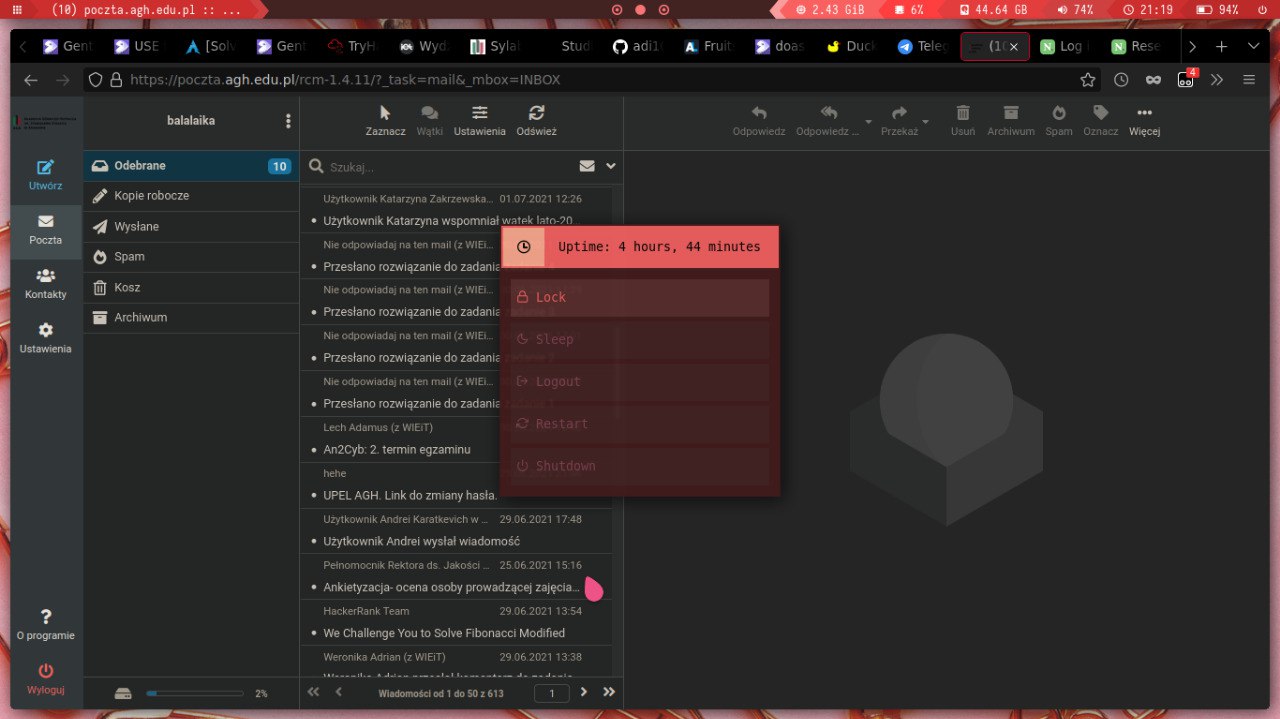 (10) poczta.agh.edu.pl :: ...
2.43 GiB
6%
44.64 GB
74%
21:19
94%
Gent
USE
[Solv
Gent
TryH
Wydz
Sylal
Stud
adi1
Fruit
doas
Duck
Teleg
(10
Log
Rese
https://poczta.agh.edu.pl/rcm-1.4.11/?_task=mail&_mbox=INBOX
4
balalaika
Zaznacz
Wątki
Ustawienia
Odśwież
Odpowiedz
Odpowiedz ...
Przekaż
Usuń
Archiwum
Spam
Oznacz
Więcej
Utwórz
Poczta
Kontakty
Ustawienia
O programie
Wyloguj
Odebrane 10
Kopie robocze
Wysłane
Spam
Kosz
Archiwum
2%
Szukaj...
Użytkownik Katarzyna Zakrzewska... 01.07.2021 12:26
Użytkownik Katarzyna wspomniał wątek lato-20...
Nie odpowiadaj na ten mail (z WIEi...
Przesłano rozwiązanie do zadania
Nie odpowiadaj na ten mail (z WIEi...
Przesłano rozwiązanie do zadania
Nie odpowiadaj na ten mail (z WIEi...
Przesłano rozwiązanie do zadania
Nie odpowiadaj na ten mail (z WIEi...
Przesłano rozwiązanie do zadania
Lech Adamus (z WIEiT)
An2Cyb: 2. termin egzaminu
hehe
UPEL AGH. Link do zmiany hasła.
Użytkownik Andrei Karatkevich w ... 29.06.2021 17:48
Użytkownik Andrei wysłał wiadomość
Pełnomocnik Rektora ds. Jakości ... 25.06.2021 15:16
Ankietyzacja- ocena osoby prowadzącej zajęcia...
HackerRank Team 29.06.2021 13:54
We Challenge You to Solve Fibonacci Modified
Weronika Adrian (z WIEiT) 29.06.2021 13:38
Wiadomości od 1 do 50 z 613
1
Uptime: 4 hours, 44 minutes
Lock
Sleep
Logout
Restart
Shutdown